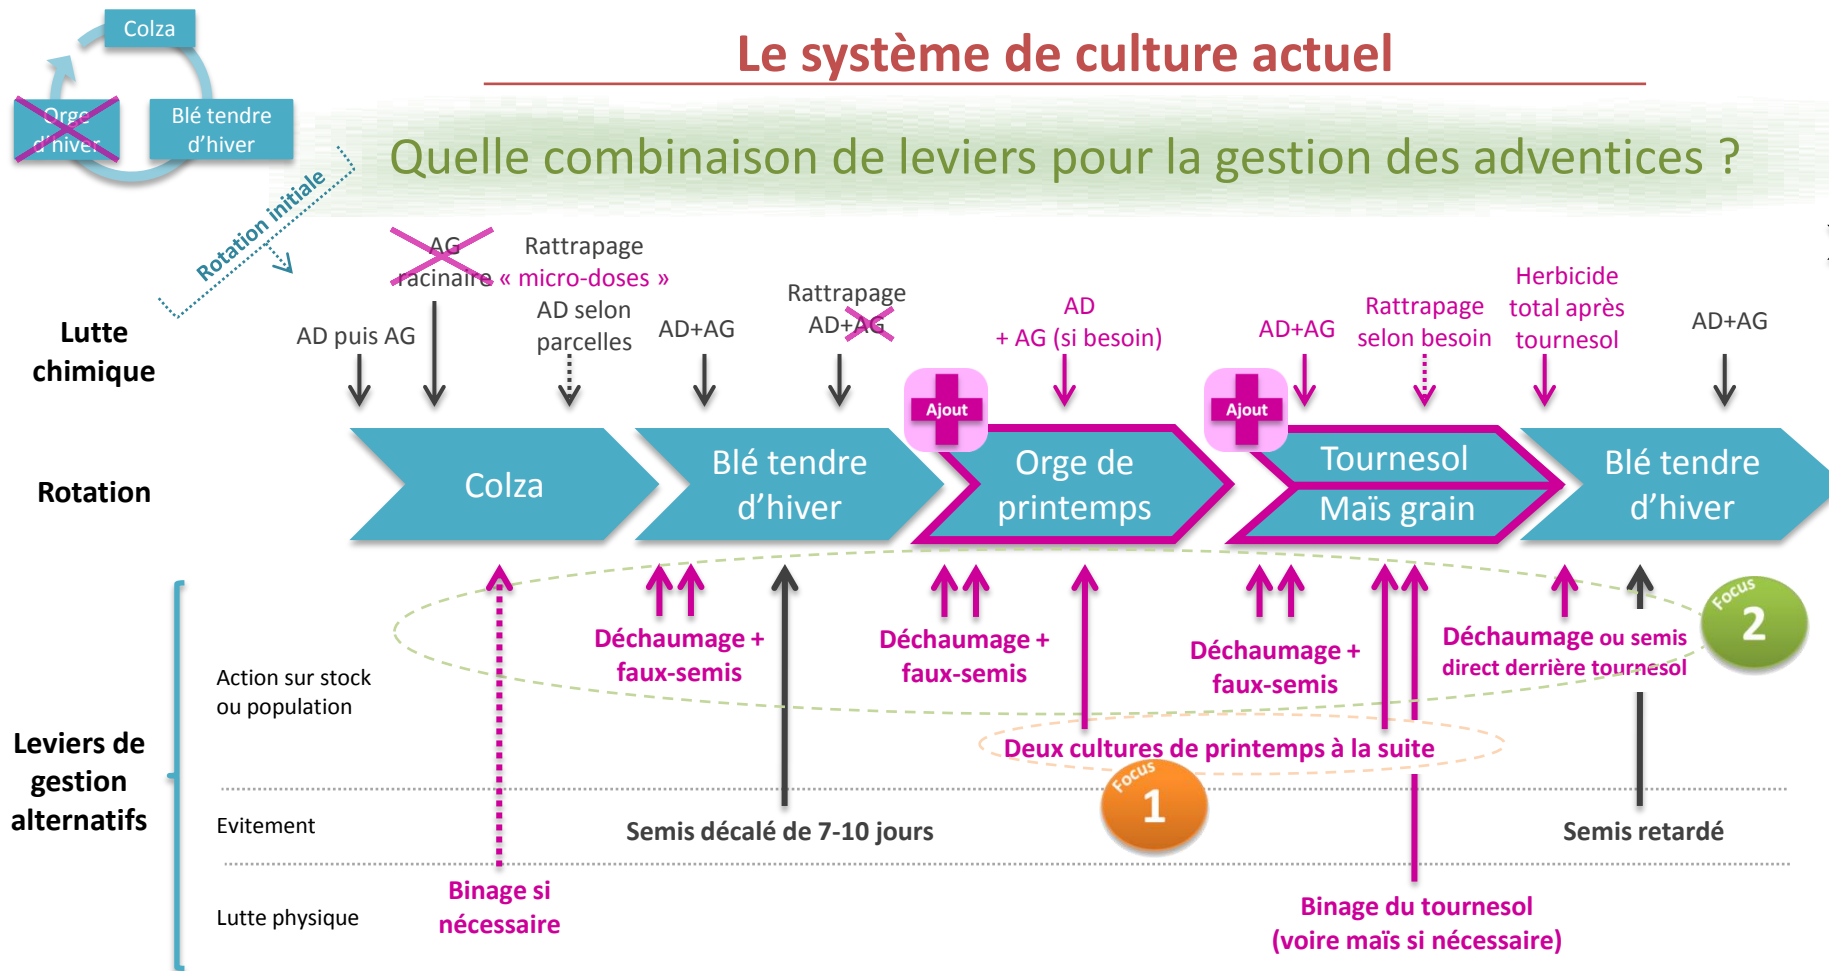 Colza
Orge
d'hiver
Blé tendre
d'hiver
Rotation initiale
Le système de culture actuel
Quelle combinaison de leviers pour la gestion des adventices ?
Lutte
chimique
AD puis AG
AG
racinaire
Rattrapage
« micro-doses »
AD selon
parcelles
AD+AG
Rattrapage
AD+AG
AD
+ AG (si besoin)
AD+AG
Rattrapage
selon besoin
Herbicide
total après
tournesol
AD+AG
Rotation
Colza
Blé tendre
d'hiver
Ajout
Orge de
printemps
Ajout
Tournesol
Maïs grain
Blé tendre
d'hiver
Leviers de
gestion
alternatifs
Action sur stock
ou population
Déchaumage +
faux-semis
Déchaumage +
faux-semis
Déchaumage +
faux-semis
Déchaumage ou semis
direct derrière tournesol
Focus
2
Deux cultures de printemps à la suite
Focus
1
Evitement
Semis décalé de 7-10 jours
Semis retardé
Lutte physique
Binage si
nécessaire
Binage du tournesol
(voire maïs si nécessaire)